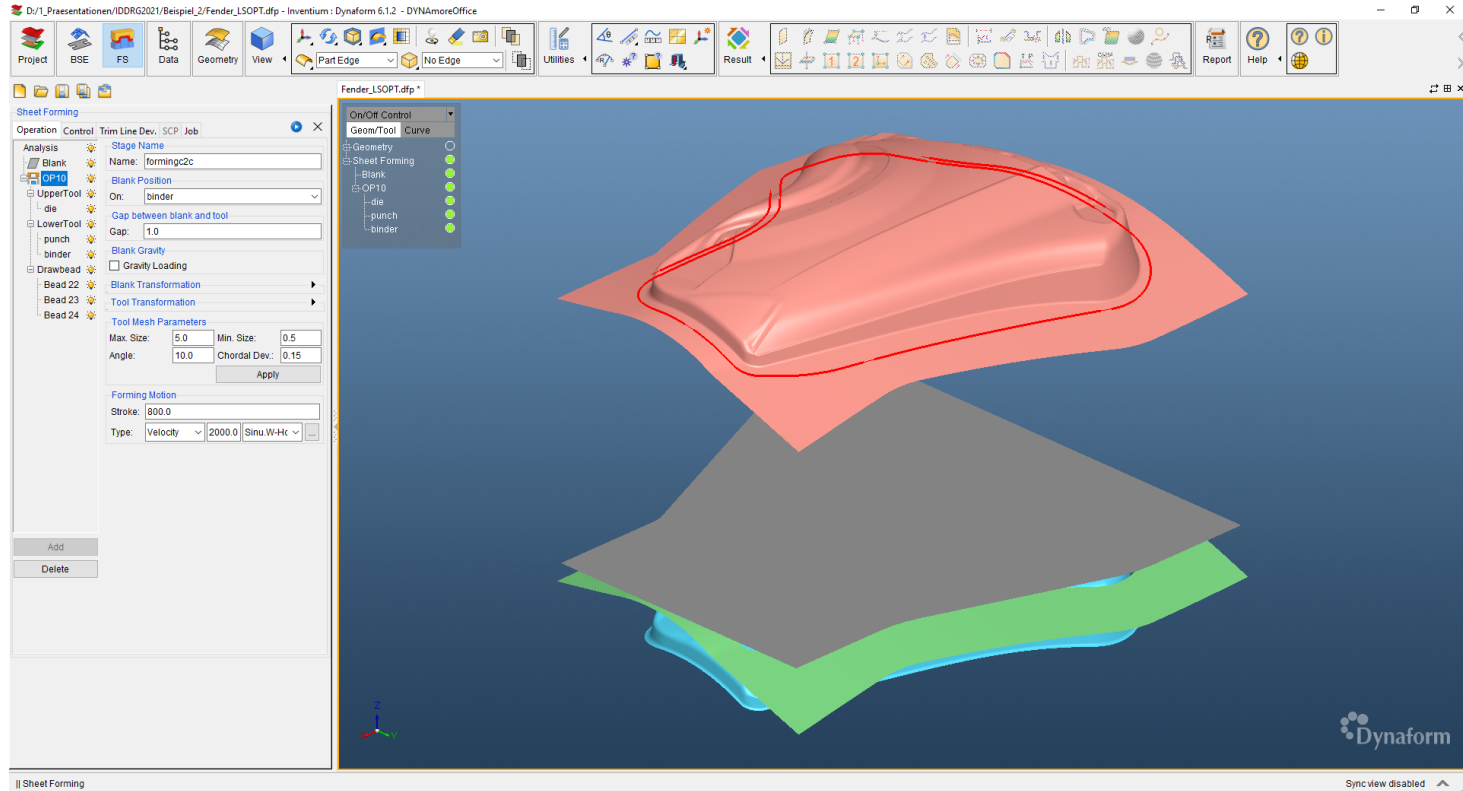 D:/1_Praesentationen/IDDRG2021/Beispiel_2/Fender_LSOPT.dfp - Inventium : Dynaform 6.1.2 - DYNAmoreOffice
Project BSE FS Data Geometry View Part Edge No Edge Utilities Result Report Help
Fender_LSOPT.dfp *
Sheet Forming
Operation Control Trim Line Dev. SCP Job
Analysis
Blank
OP10
UpperTool
die
LowerTool
punch
binder
Drawbead
Bead 22
Bead 23
Bead 24
Add
Delete
Stage Name
Name: formingc2c
Blank Position
On: binder
Gap between blank and tool
Gap: 1.0
Blank Gravity
Gravity Loading
Blank Transformation
Tool Transformation
Tool Mesh Parameters
Max. Size: 5.0 Min. Size: 0.5
Angle: 10.0 Chordal Dev.: 0.15
Apply
Forming Motion
Stroke: 800.0
Type: Velocity 2000.0 Sinu.W-Hc ...
On/Off Control
Geom/Tool Curve
Geometry
Sheet Forming
Blank
OP10
die
punch
binder
Z
Y
Dynaform
|| Sheet Forming
Sync view disabled